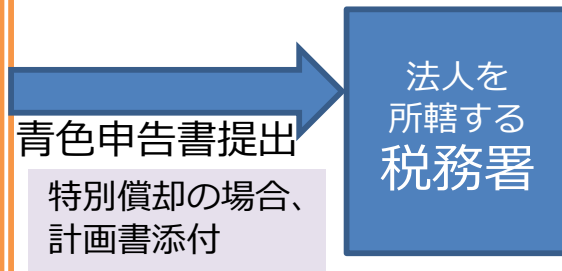 青色申告書提出
特別償却の場合、
計画書添付
法人を
所轄する
税務署